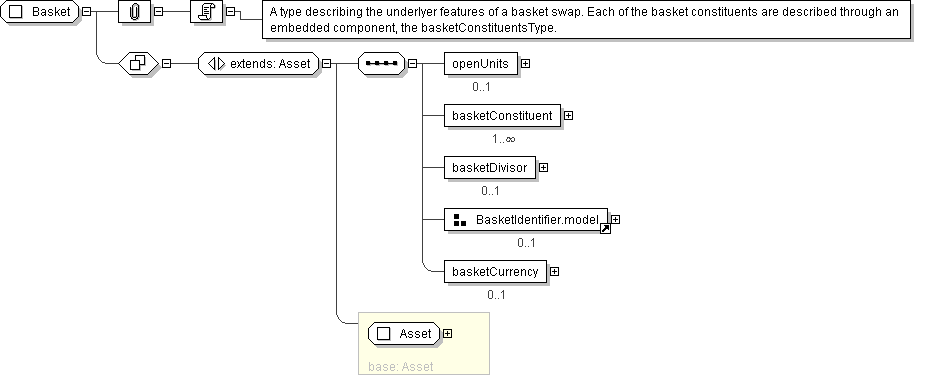 Basket
A type describing the underlyer features of a basket swap. Each of the basket constituents are described through an
embedded component, the basketConstituentsType.
extends: Asset
openUnits
0..1
basketConstituent
1..∞
basketDivisor
0..1
BasketIdentifier.model
0..1
basketCurrency
0..1
Asset
base: Asset